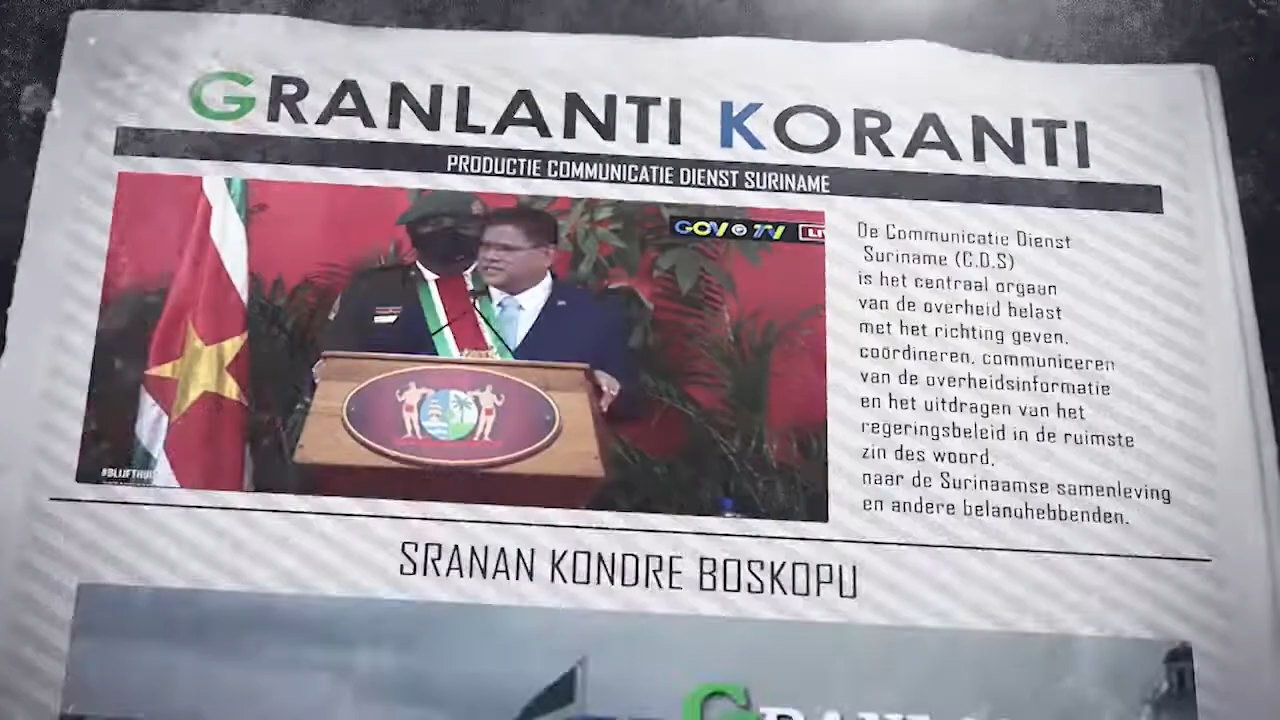 GRANLANTI KORANTI
PRODUCTIE COMMUNICATIE DIENST SURINAME
GOV TV LI
#BLIJFTHUI
De Communicatie Dienst
Suriname (C.D.S)
is het centraal orgaan
van de overheid belast
met het richting geven,
coördineren, communiceren
van de overheidsinformatie
en het uitdragen van het
regeringsbeleid in de ruimste
zin des woord,
naar de Surinaamse samenleving
en andere belanghebbenden.
SRANAN KONDRE BOSKOPU